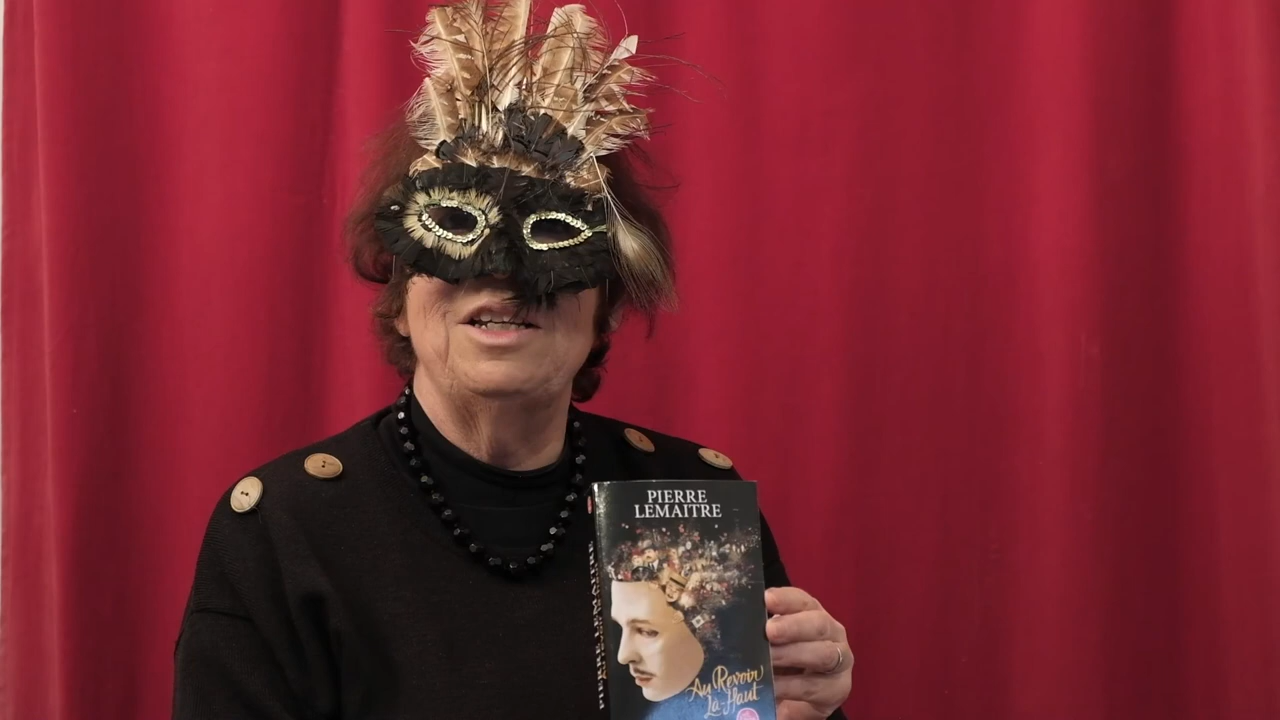 PIERRE
LEMAITRE
Au Revoir
Là-Haut
PIERRE LEMAITRE